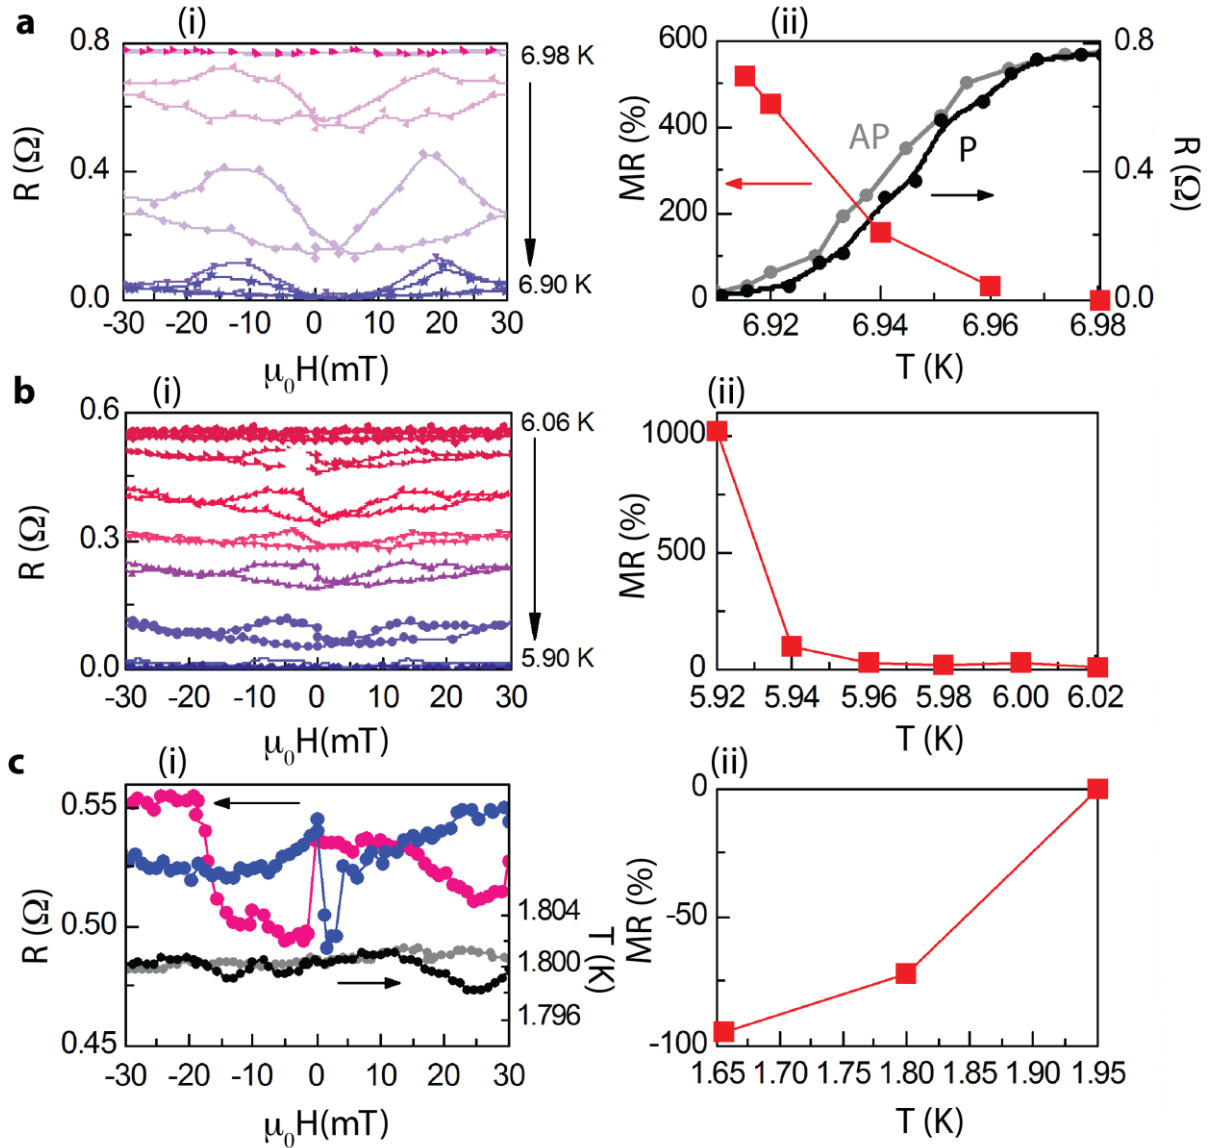 a (i) (ii)
0.8 0.4 0.0
R (Ω)
-30 -20 -10 0 10 20 30
μ₀H(mT)
6.98 K
6.90 K
600 400 200 0
MR (%)
AP P
0.8 0.4 0.0
R (Ω)
6.92 6.94 6.96 6.98
T (K)
b (i) (ii)
0.6 0.3 0.0
R (Ω)
-30 -20 -10 0 10 20 30
μ₀H(mT)
6.06 K
5.90 K
1000 500 0
MR (%)
5.92 5.94 5.96 5.98 6.00 6.02
T (K)
c (i) (ii)
0.55 0.50 0.45
R (Ω)
1.804 1.800 1.796
T (K)
-30 -20 -10 0 10 20 30
μ₀H(mT)
0 -50 -100
MR (%)
1.65 1.70 1.75 1.80 1.85 1.90 1.95
T (K)